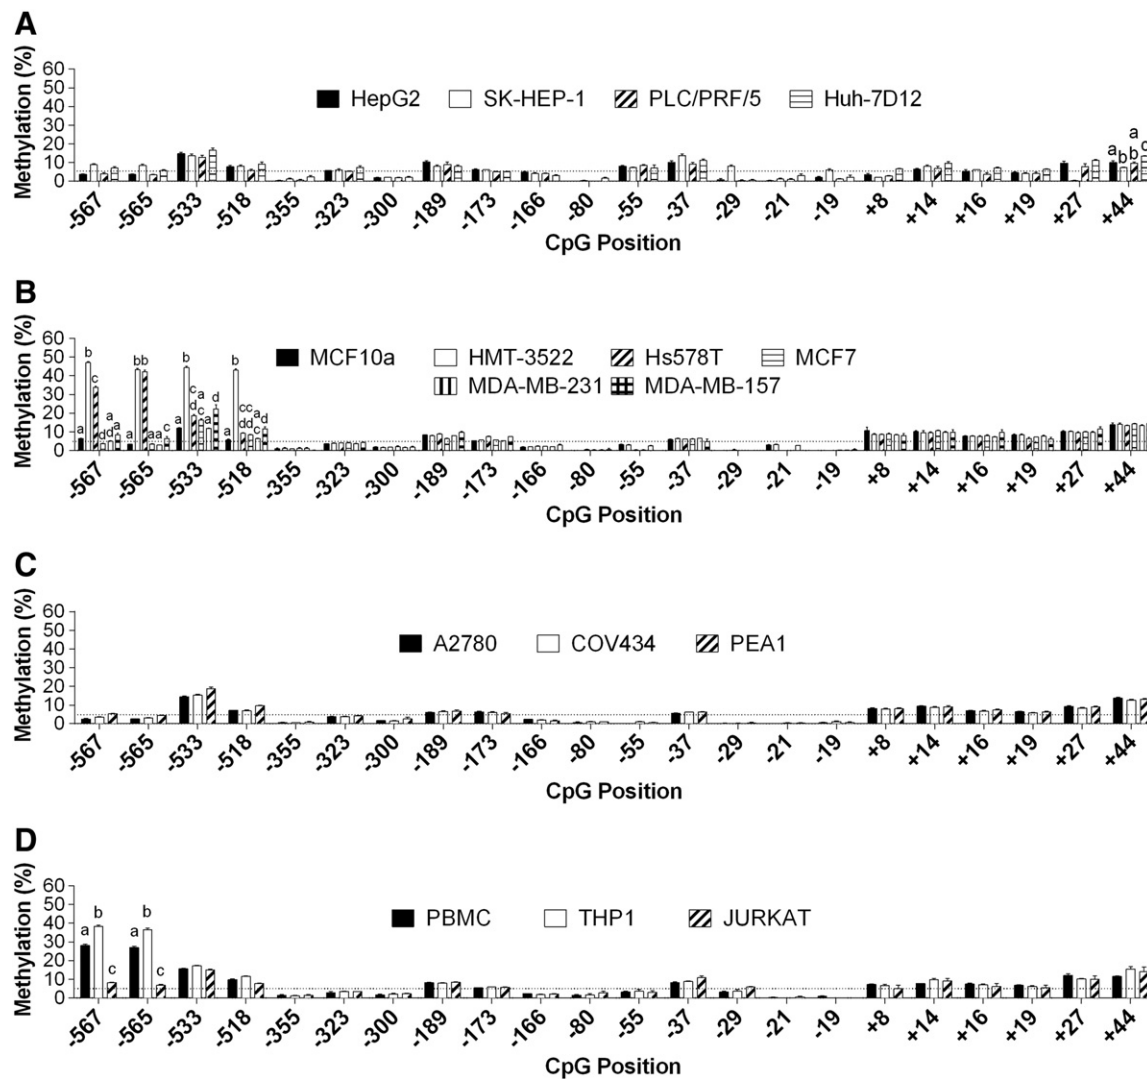 A
Methylation (%)
60
50
40
30
20
10
0
HepG2 SK-HEP-1 PLC/PRF/5 Huh-7D12
a
a b b c
-567 -565 -533 -518 -355 -323 -300 -189 -173 -166 -80 -55 -37 -29 -21 -19 +8 +14 +16 +19 +27 +44
CpG Position
B
Methylation (%)
60
50
40
30
20
10
0
MCF10a HMT-3522 Hs578T MCF7
MDA-MB-231 MDA-MB-157
a b c d d a a
a b b a a c
a b c d c a a d
a b c d c d a c d
-567 -565 -533 -518 -355 -323 -300 -189 -173 -166 -80 -55 -37 -29 -21 -19 +8 +14 +16 +19 +27 +44
CpG Position
C
Methylation (%)
60
50
40
30
20
10
0
A2780 COV434 PEA1
-567 -565 -533 -518 -355 -323 -300 -189 -173 -166 -80 -55 -37 -29 -21 -19 +8 +14 +16 +19 +27 +44
CpG Position
D
Methylation (%)
60
50
40
30
20
10
0
PBMC THP1 JURKAT
a b c
a b c
-567 -565 -533 -518 -355 -323 -300 -189 -173 -166 -80 -55 -37 -29 -21 -19 +8 +14 +16 +19 +27 +44
CpG Position